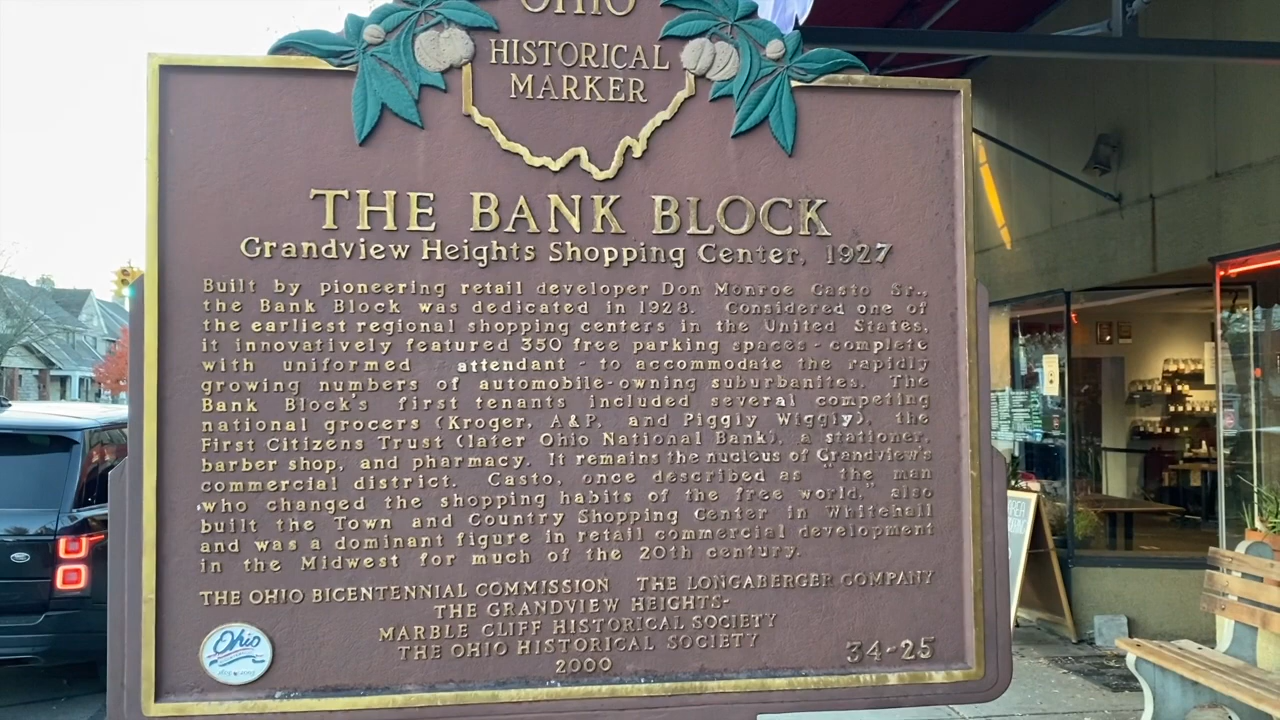 OHIO
HISTORICAL
MARKER
THE BANK BLOCK
Grandview Heights Shopping Center, 1927
Built by pioneering retail developer Don Monroe Casto Sr.,
the Bank Block was dedicated in 1928. Considered one of
the earliest regional shopping centers in the United States,
it innovatively featured 350 free parking spaces - complete
with uniformed attendant - to accommodate the rapidly
growing numbers of automobile-owning suburbanites. The
Bank Block's first tenants included several competing
national grocers (Kroger, A&P, and Piggly Wiggly), the
First Citizens Trust (later Ohio National Bank), a stationer,
barber shop, and pharmacy. It remains the nucleus of Grandview's
commercial district. Casto, once described as "the man
who changed the shopping habits of the free world," also
built the Town and Country Shopping Center in Whitehall
and was a dominant figure in retail commercial development
in the Midwest for much of the 20th century.
THE OHIO BICENTENNIAL COMMISSION THE LONGABERGER COMPANY
THE GRANDVIEW HEIGHTS-
MARBLE CLIFF HISTORICAL SOCIETY
THE OHIO HISTORICAL SOCIETY
2000
34-25
Ohio